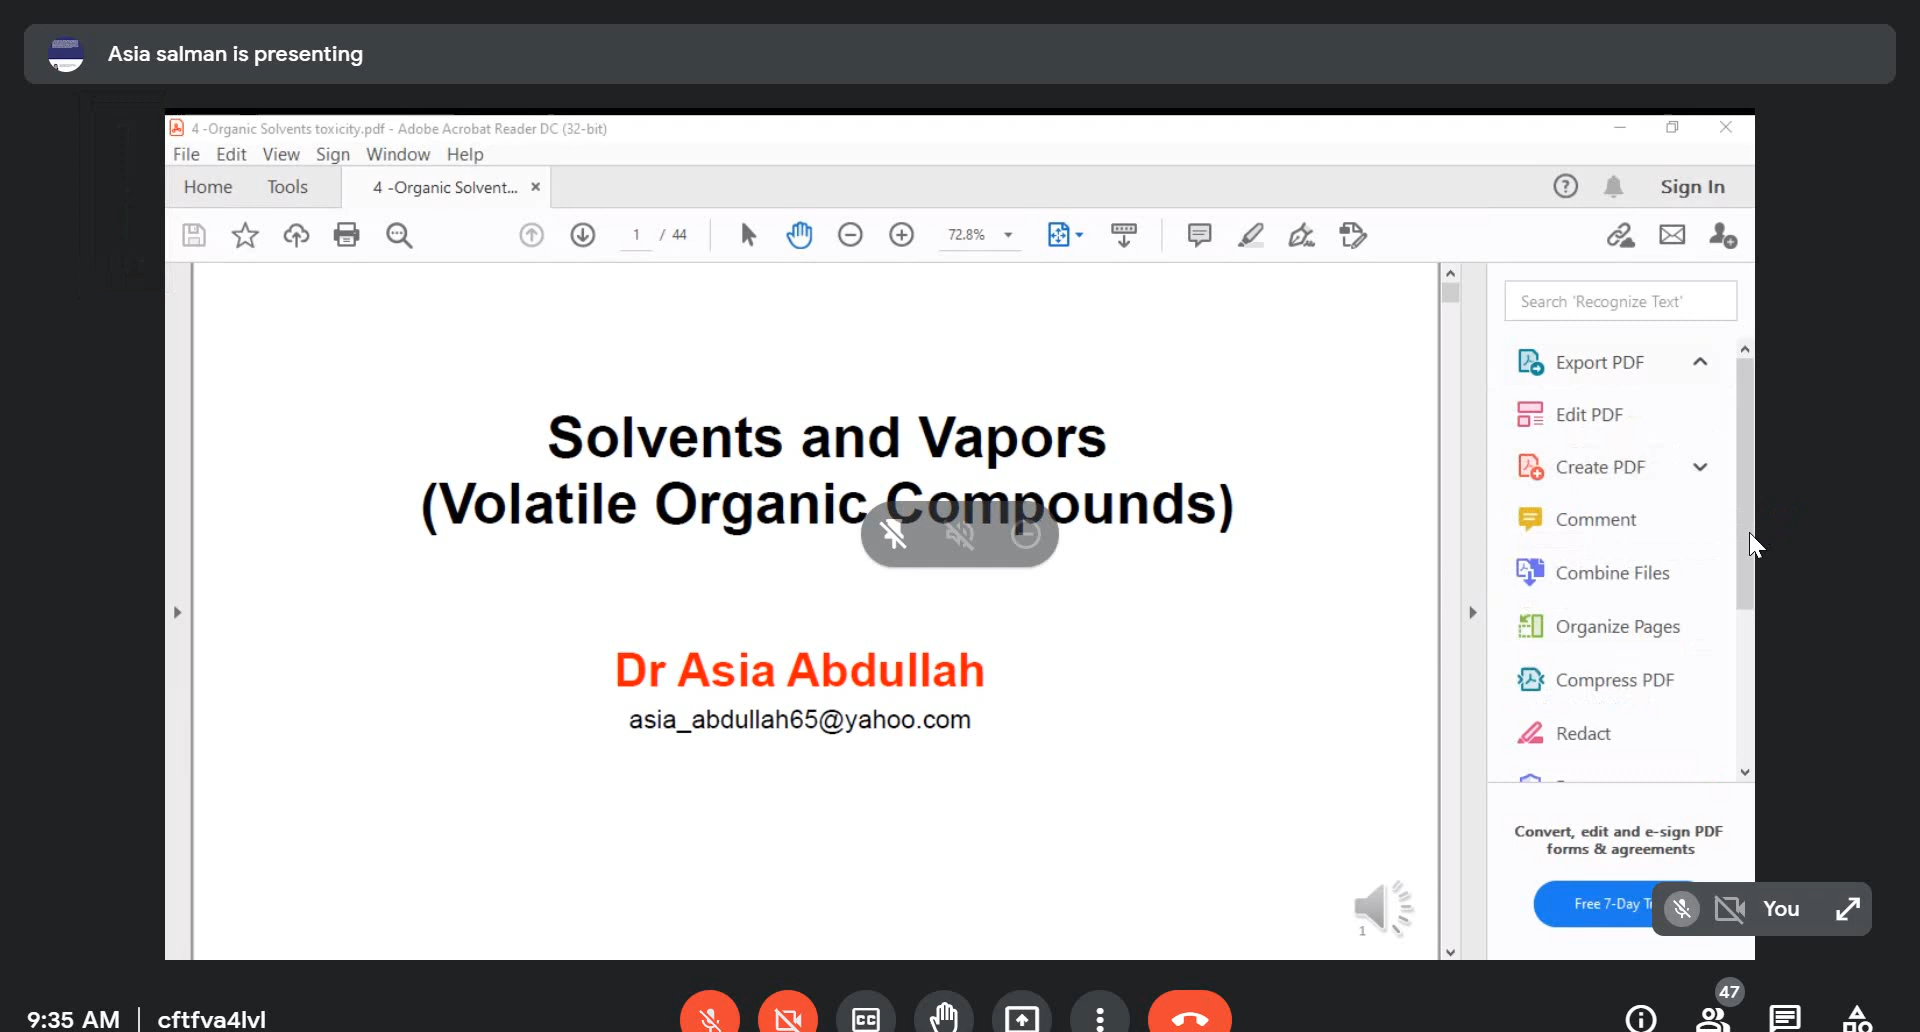 Asia salman is presenting
4 -Organic Solvents toxicity.pdf - Adobe Acrobat Reader DC (32-bit)
File Edit View Sign Window Help
Home Tools 4 -Organic Solvent... × Sign In
1 / 44 72.8%
Search 'Recognize Text'
Export PDF
Edit PDF
Create PDF
Comment
Combine Files
Organize Pages
Compress PDF
Redact
Solvents and Vapors
(Volatile Organic Compounds)
Dr Asia Abdullah
asia_abdullah65@yahoo.com
1
Convert, edit and e-sign PDF
forms & agreements
Free 7-Day
You
47
9:35 AM | cftfva4lvl
CC